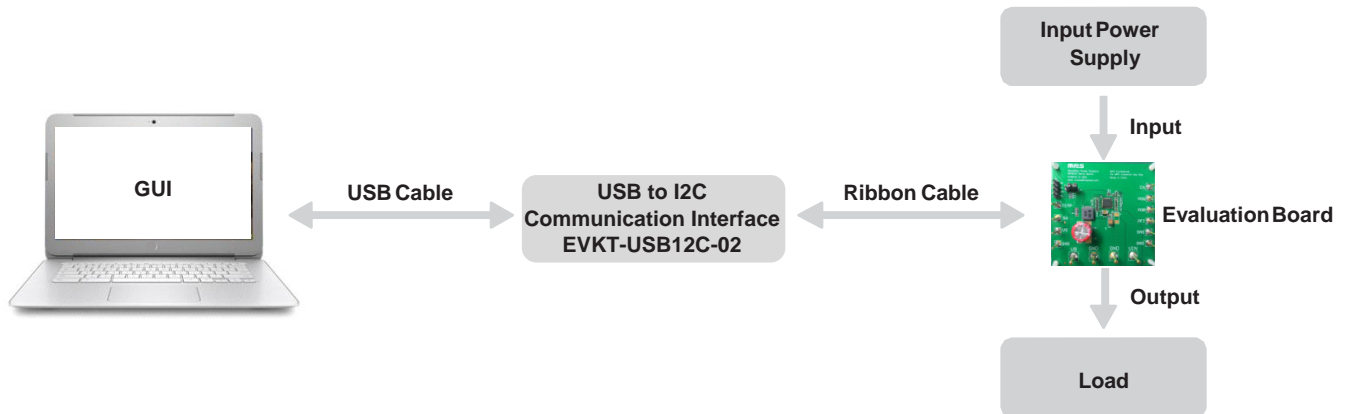 Input Power
Supply
Input
GUI
USB Cable
USB to I2C
Communication Interface
EVKT-USB12C-02
Ribbon Cable
Evaluation Board
Output
Load